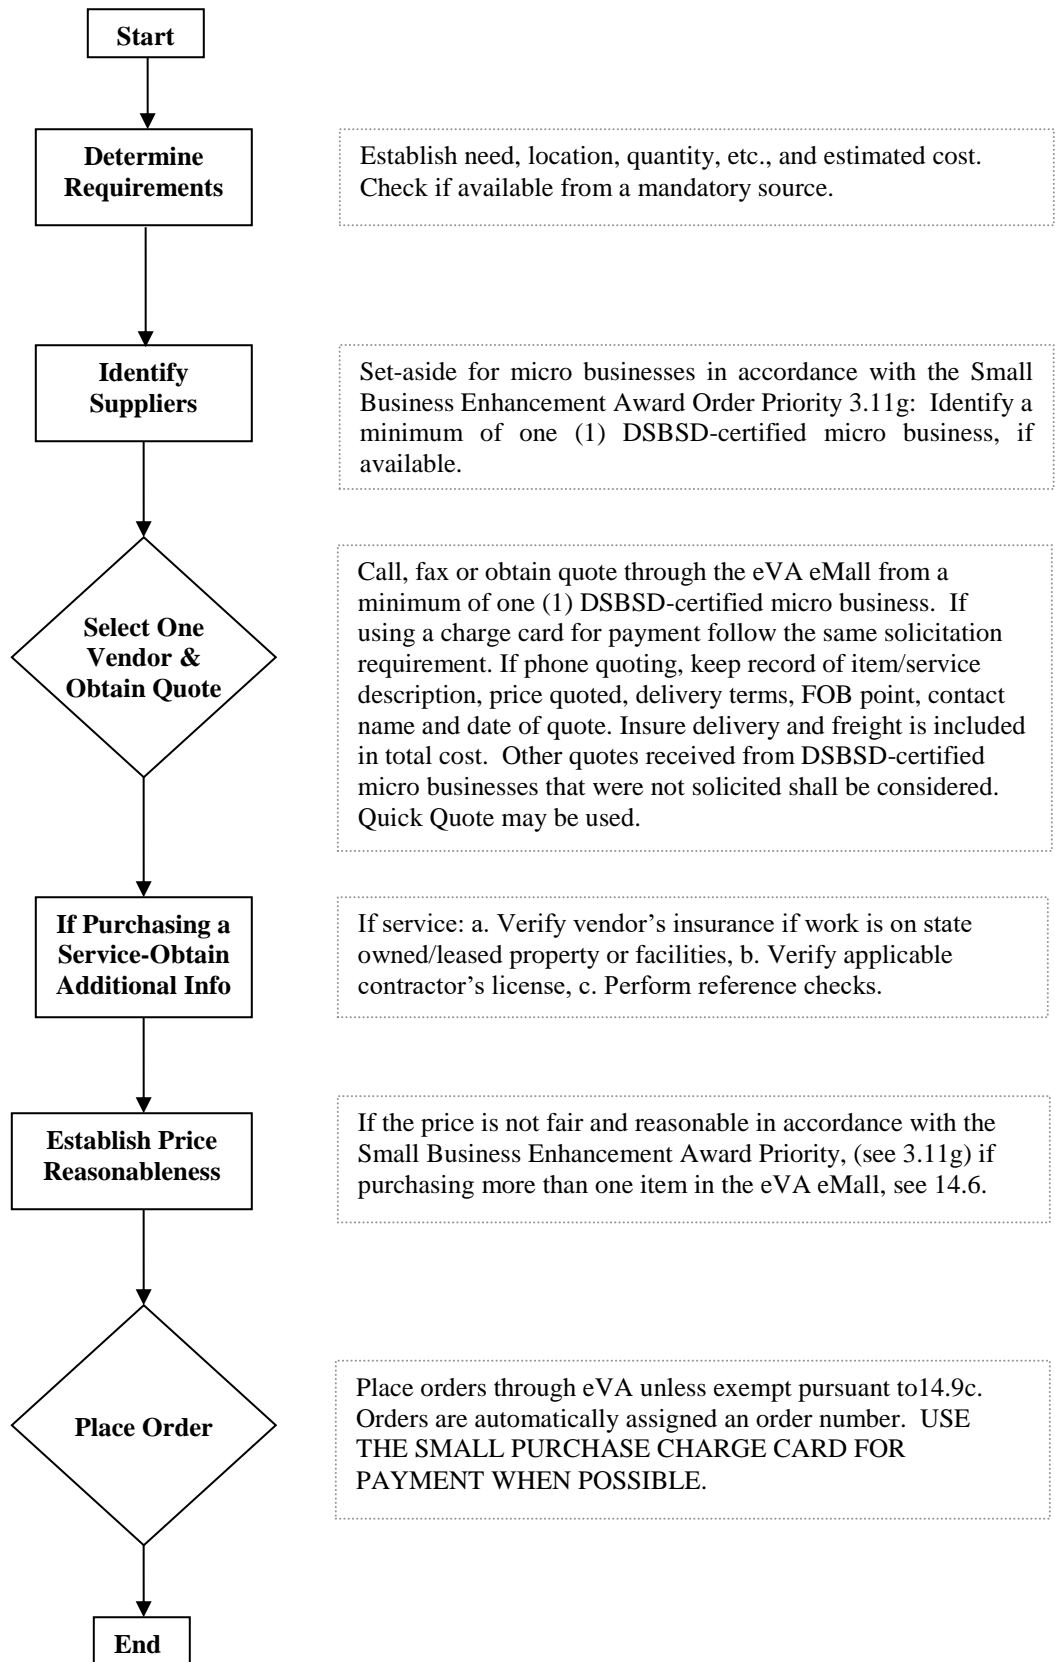 Start
Determine
Requirements
Establish need, location, quantity, etc., and estimated cost.
Check if available from a mandatory source.
Identify
Suppliers
Set-aside for micro businesses in accordance with the Small
Business Enhancement Award Order Priority 3.11g:  Identify a
minimum of one (1) DSBSD-certified micro business, if
available.
Select One
Vendor &
Obtain Quote
Call, fax or obtain quote through the eVA eMall from a
minimum of one (1) DSBSD-certified micro business.  If
using a charge card for payment follow the same solicitation
requirement. If phone quoting, keep record of item/service
description, price quoted, delivery terms, FOB point, contact
name and date of quote. Insure delivery and freight is included
in total cost.  Other quotes received from DSBSD-certified
micro businesses that were not solicited shall be considered.
Quick Quote may be used.
If Purchasing a
Service-Obtain
Additional Info
If service: a. Verify vendor’s insurance if work is on state
owned/leased property or facilities, b. Verify applicable
contractor’s license, c. Perform reference checks.
Establish Price
Reasonableness
If the price is not fair and reasonable in accordance with the
Small Business Enhancement Award Priority, (see 3.11g) if
purchasing more than one item in the eVA eMall, see 14.6.
Place Order
Place orders through eVA unless exempt pursuant to14.9c.
Orders are automatically assigned an order number.  USE
THE SMALL PURCHASE CHARGE CARD FOR
PAYMENT WHEN POSSIBLE.
End